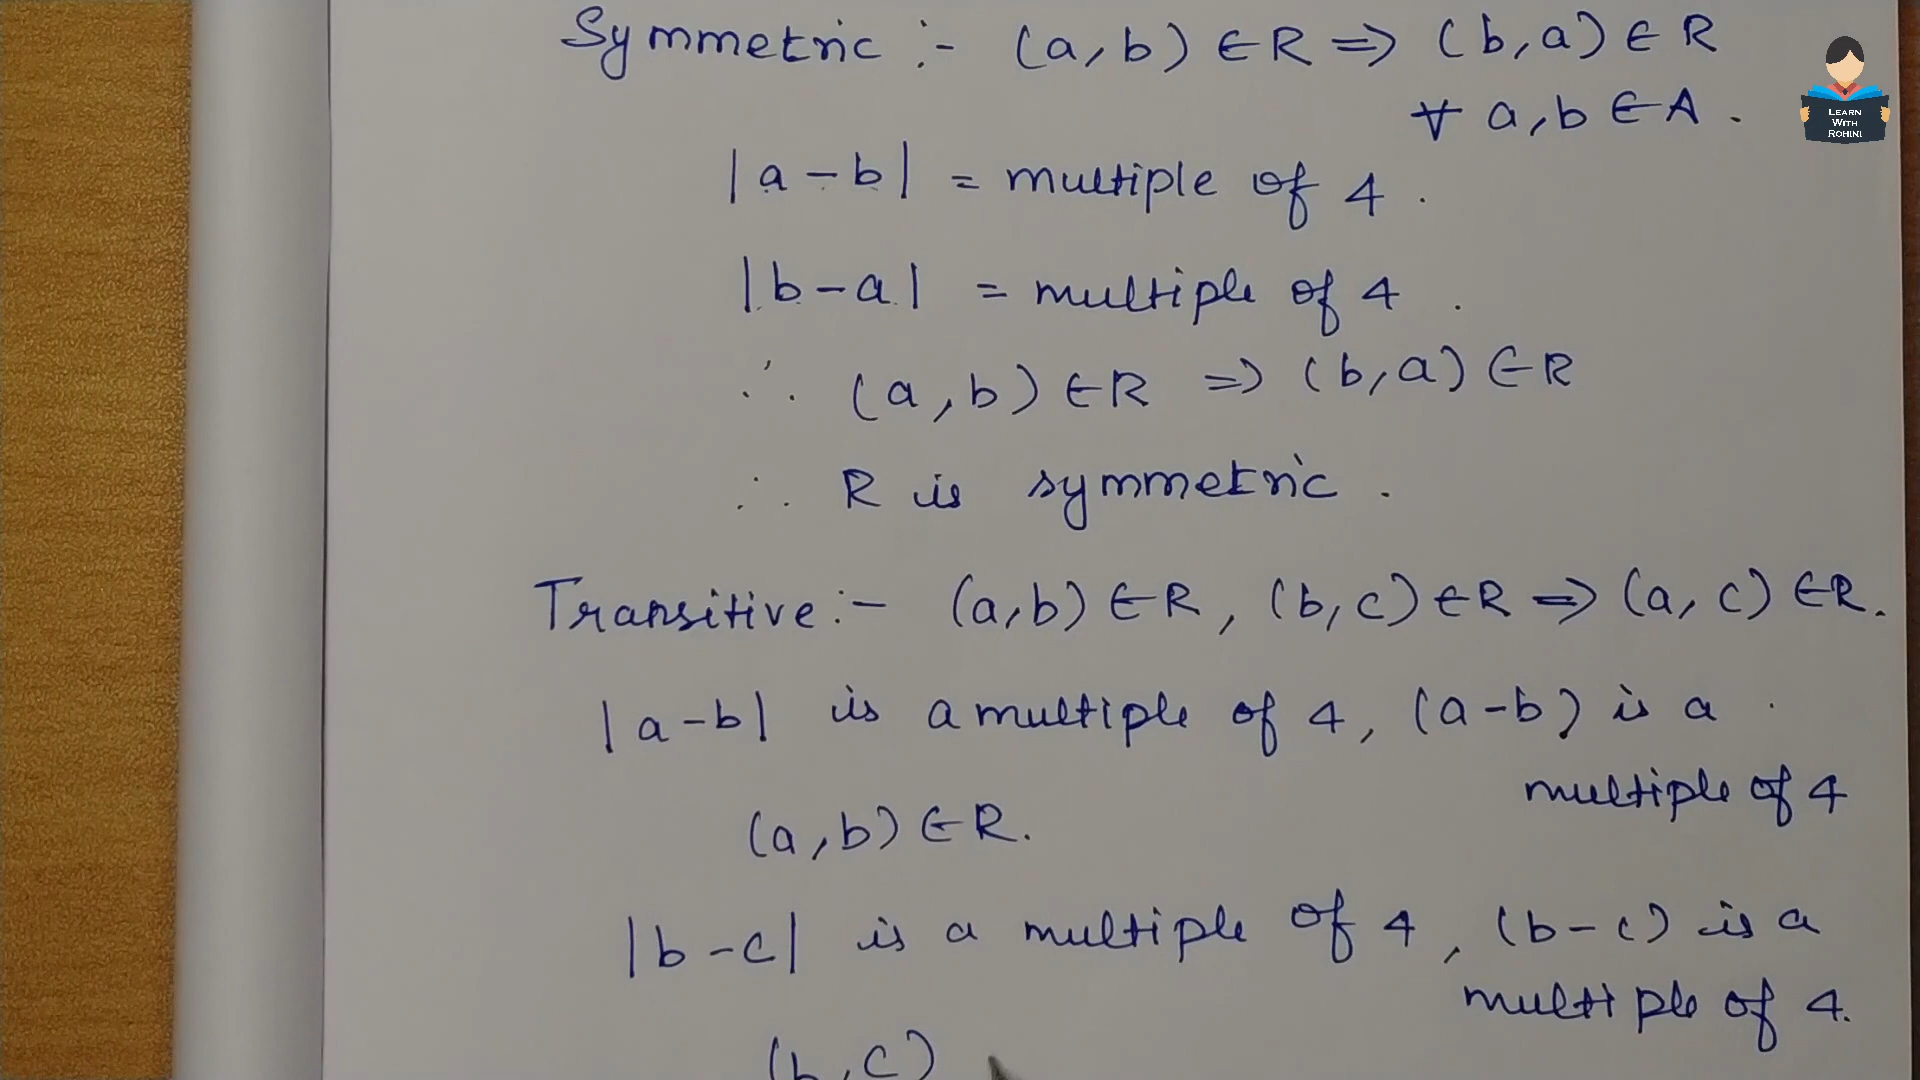 Symmetric :- (a,b) ∈ R ⇒ (b,a) ∈ R
∀ a,b ∈ A .
LEARN
WITH
ROHINI
|a-b| = multiple of 4 .
|b-a| = multiple of 4 .
∴ (a,b) ∈ R ⇒ (b,a) ∈ R
∴ R is symmetric .
Transitive :- (a,b) ∈ R, (b,c) ∈ R ⇒ (a,c) ∈ R.
|a-b| is a multiple of 4, (a-b) is a
multiple of 4
(a,b) ∈ R.
|b-c| is a multiple of 4, (b-c) is a
multiple of 4.
(b,c)